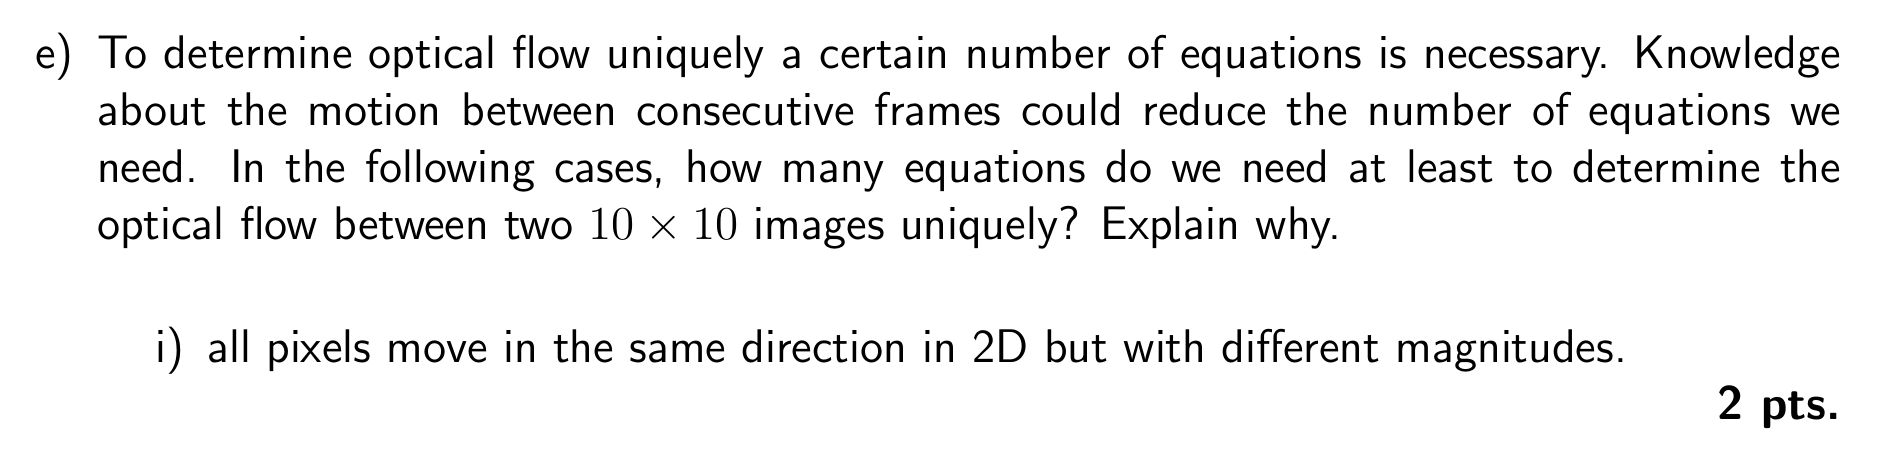 e) To determine optical flow uniquely a certain number of equations is necessary. Knowledge
about the motion between consecutive frames could reduce the number of equations we
need. In the following cases, how many equations do we need at least to determine the
optical flow between two 10 × 10 images uniquely? Explain why.
i) all pixels move in the same direction in 2D but with different magnitudes.
2 pts.